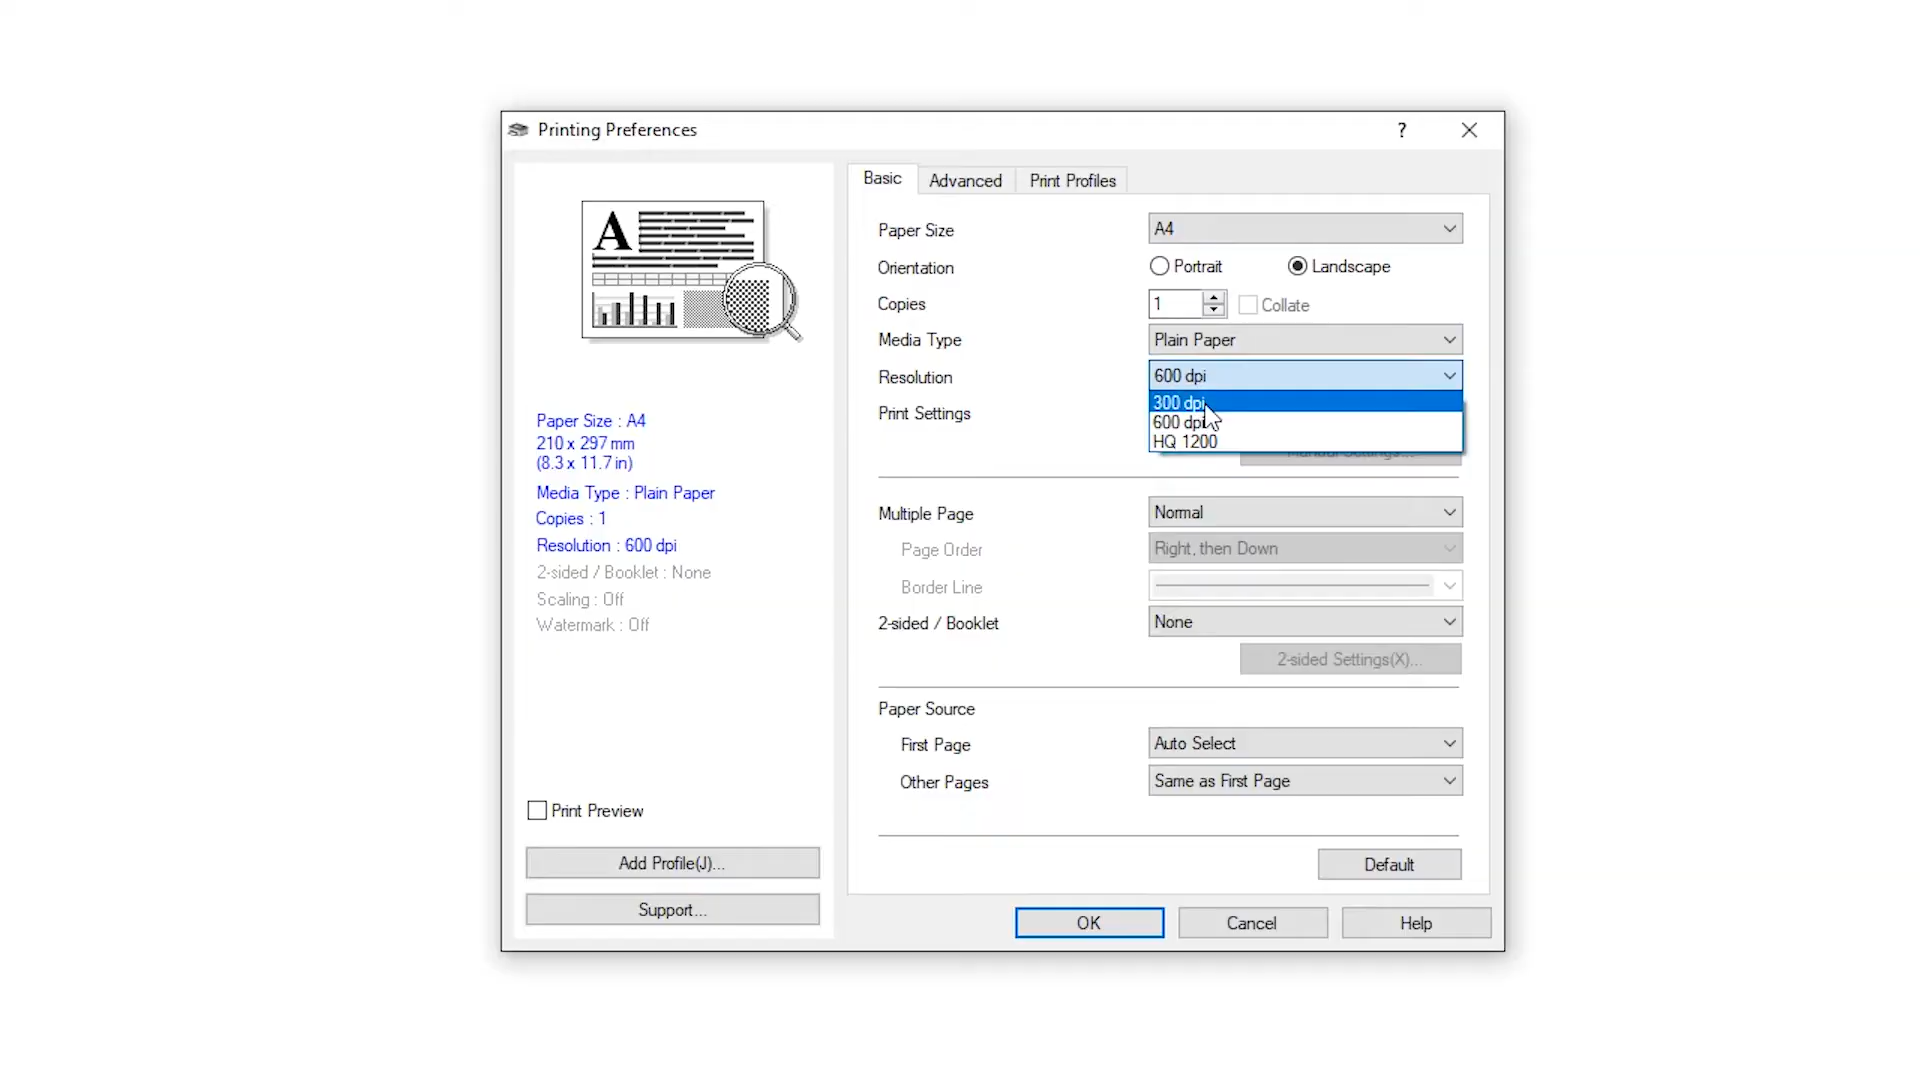 Printing Preferences
?
A
Basic
Advanced
Print Profiles
Paper Size
A4
Orientation
Portrait
Landscape
Copies
1
Collate
Media Type
Plain Paper
Resolution
600 dpi
300 dpi
600 dpi
HQ 1200
Print Settings
Manual Settings...
Paper Size : A4
210 x 297 mm
(8.3 x 11.7 in)
Media Type : Plain Paper
Copies : 1
Resolution : 600 dpi
2-sided / Booklet : None
Scaling : Off
Watermark : Off
Multiple Page
Normal
Page Order
Right, then Down
Border Line
2-sided / Booklet
None
2-sided Settings(X)...
Paper Source
First Page
Auto Select
Other Pages
Same as First Page
Print Preview
Add Profile(J)...
Support...
Default
OK
Cancel
Help